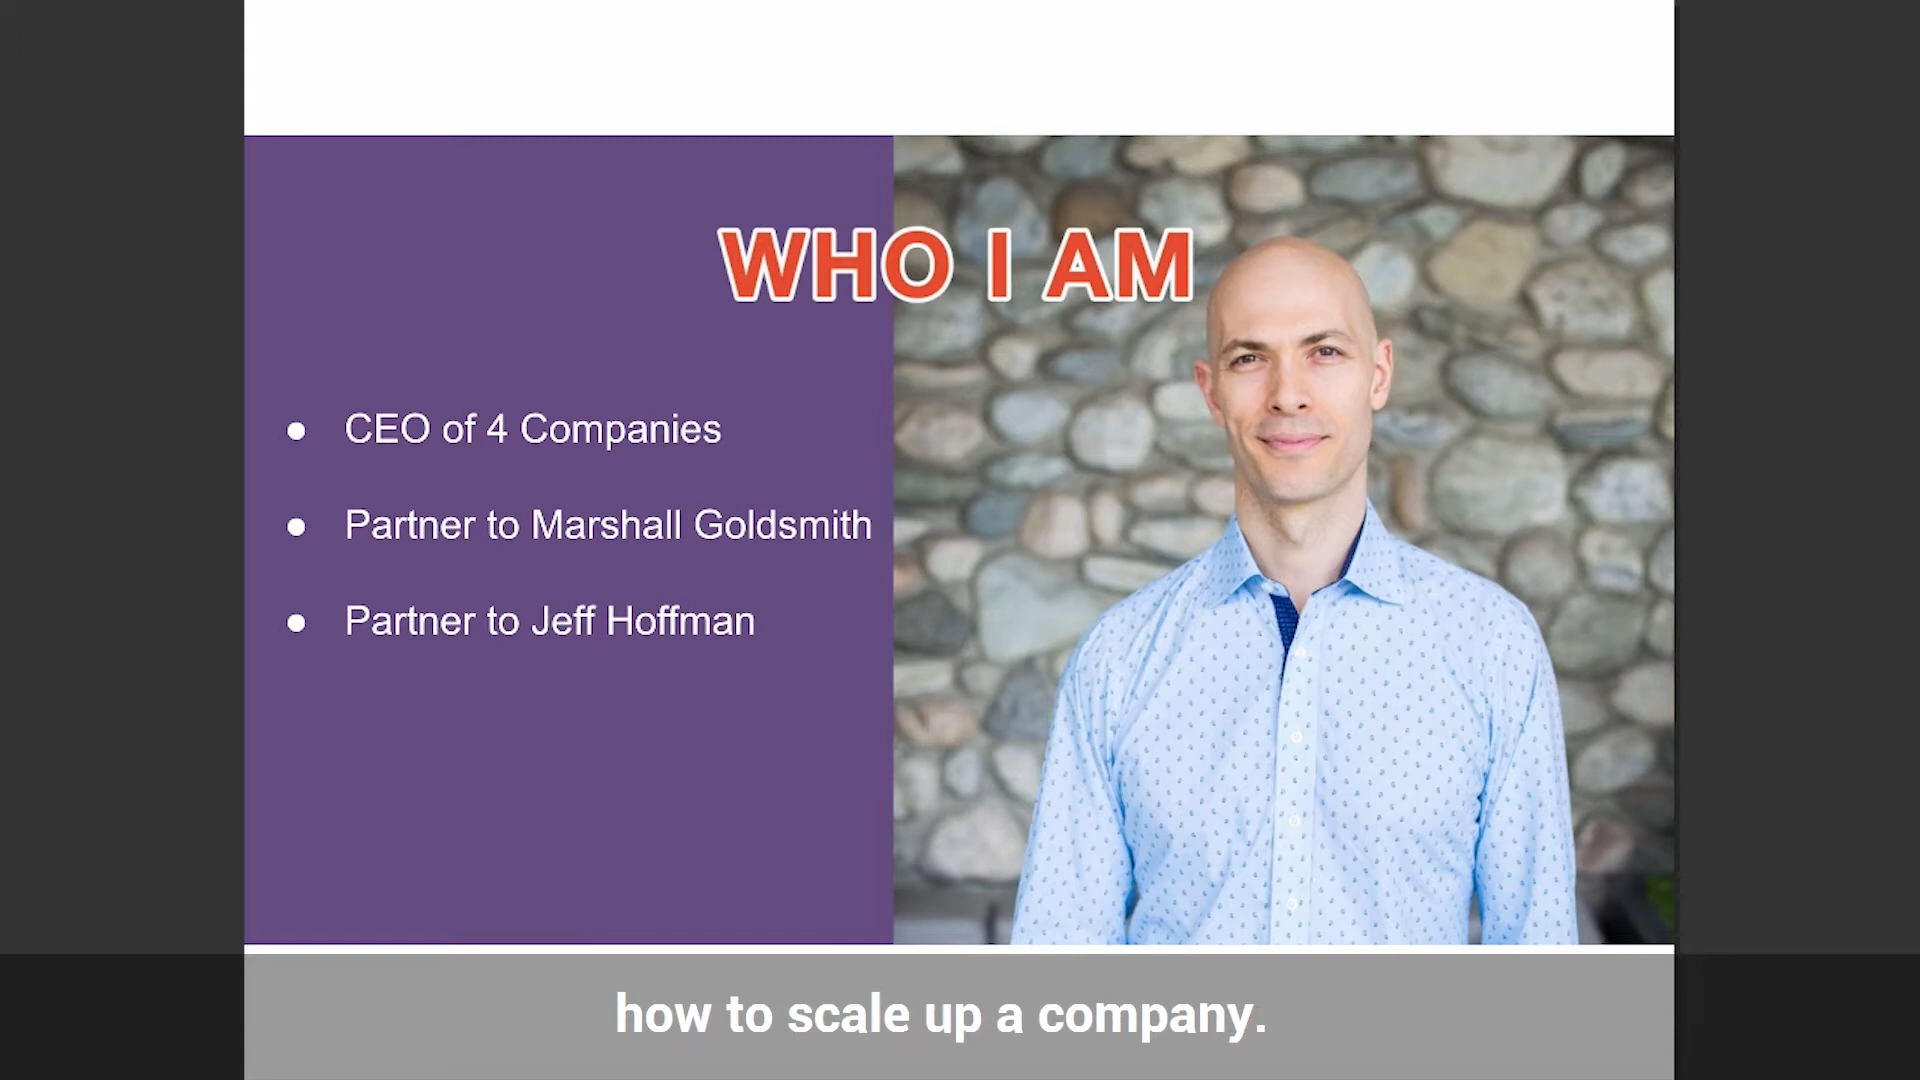 WHO I AM
● CEO of 4 Companies
● Partner to Marshall Goldsmith
● Partner to Jeff Hoffman
how to scale up a company.